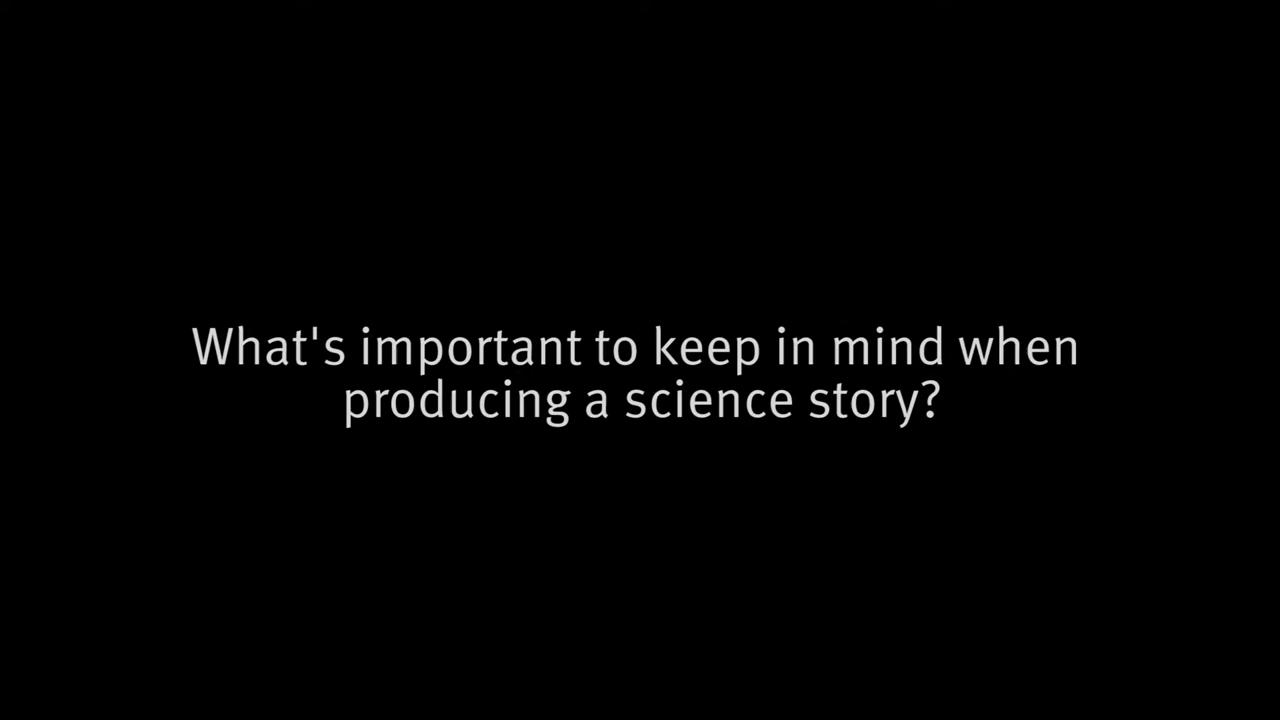 What's important to keep in mind when
producing a science story?